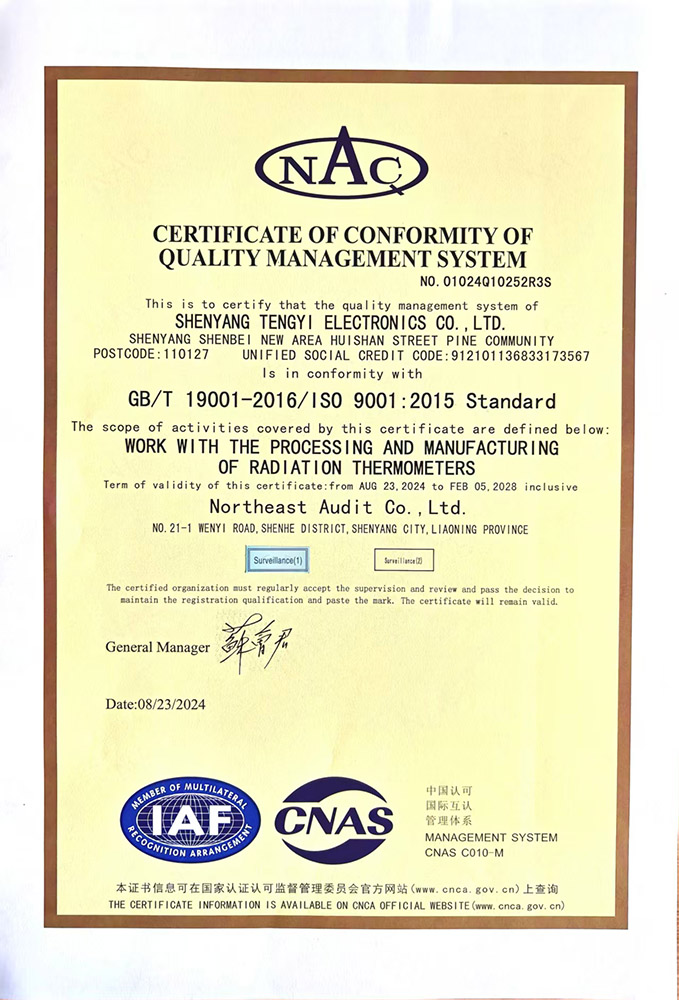 NAC
CERTIFICATE OF CONFORMITY OF
QUALITY MANAGEMENT SYSTEM
NO.01024Q10252R3S
This is to certify that the quality management system of
SHENYANG TENGYI ELECTRONICS CO.,LTD.
SHENYANG SHENBEI NEW AREA HUISHAN STREET PINE COMMUNITY
POSTCODE:110127 UNIFIED SOCIAL CREDIT CODE:912101136833173567
Is in conformity with
GB/T 19001-2016/ISO 9001:2015 Standard
The scope of activities covered by this certificate are defined below:
WORK WITH THE PROCESSING AND MANUFACTURING
OF RADIATION THERMOMETERS
Term of validity of this certificate:from AUG 23,2024 to FEB 05,2028 inclusive
Northeast Audit Co.,Ltd.
NO.21-1 WENYI ROAD,SHENHE DISTRICT,SHENYANG CITY,LIAONING PROVINCE
Surveillance(1) Surveillance(2)
The certified organization must regularly accept the supervision and review and pass the decision to
maintain the registration qualification and paste the mark. The certificate will remain valid.
General Manager
Date:08/23/2024
MEMBER OF MULTILATERAL
IAF
RECOGNITION ARRANGEMENT
CNAS
中国认可
国际互认
管理体系
MANAGEMENT SYSTEM
CNAS C010-M
本证书信息可在国家认证认可监督管理委员会官方网站(www.cnca.gov.cn)上查询
THE CERTIFICATE INFORMATION IS AVAILABLE ON CNCA OFFICIAL WEBSITE(www.cnca.gov.cn)